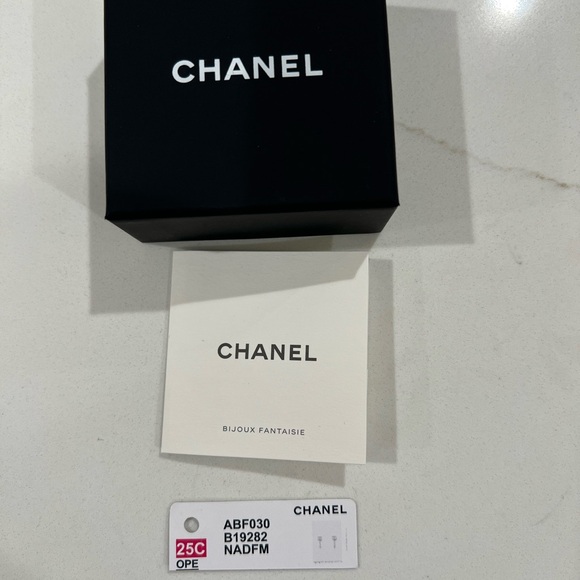 CHANEL
CHANEL
BIJOUX FANTAISIE
CHANEL
ABF030
B19282
25C NADFM
OPE